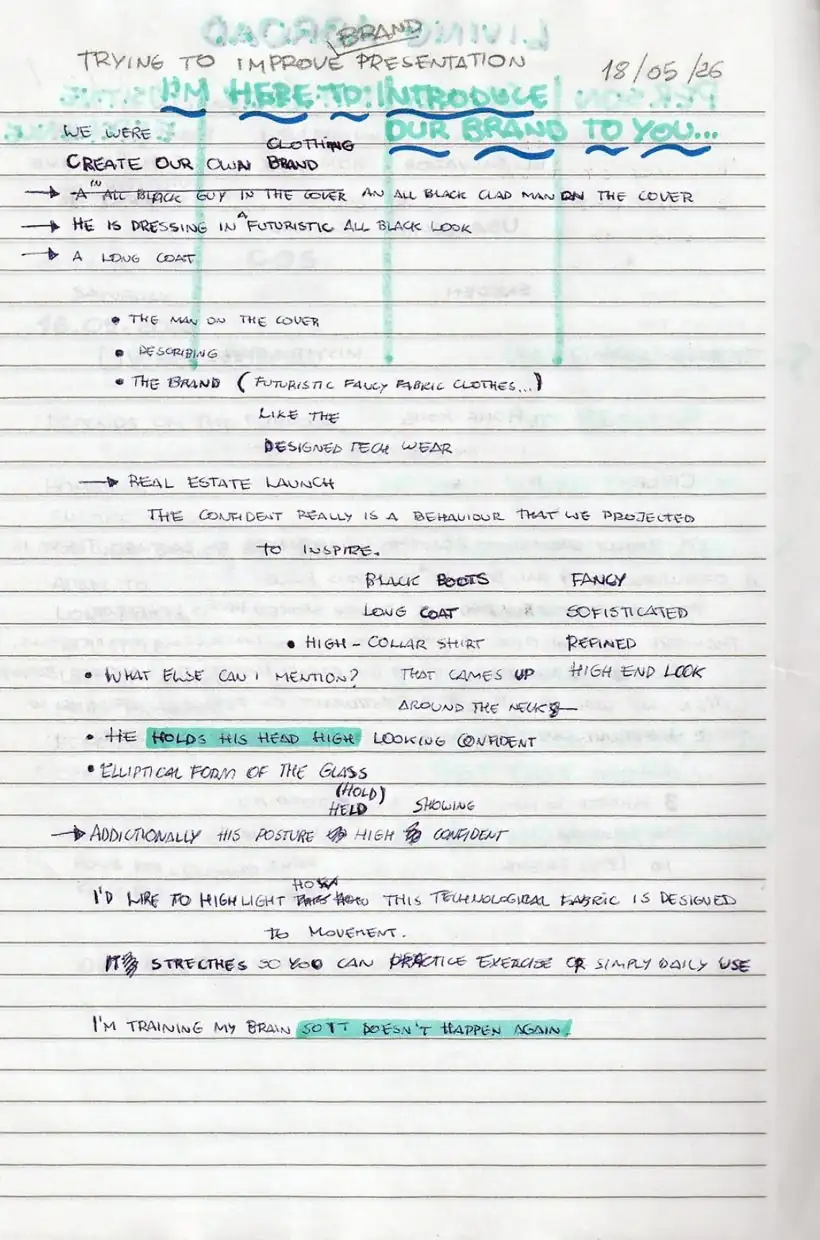 BRAND
TRYING TO IMPROVE PRESENTATION
18/05/26
I'M HERE TO INTRODUCE
OUR BRAND TO YOU...
WE WERE
CLOTHING
CREATE OUR OWN BRAND
→ A IN ALL BLACK GUY IN THE COVER AN ALL BLACK CLAD MAN ON THE COVER
→ HE IS DRESSING IN A FUTURISTIC ALL BLACK LOOK
→ A LONG COAT
• THE MAN ON THE COVER
• DESCRIBING
• THE BRAND (FUTURISTIC FAUCY FABRIC CLOTHES...)
LIKE THE
DESIGNED TECH WEAR
→ REAL ESTATE LAUNCH
THE CONFIDENT REALLY IS A BEHAVIOUR THAT WE PROJECTED
TO INSPIRE.
BLACK BOOTS FANCY
LONG COAT SOFISTICATED
• HIGH-COLLAR SHIRT REFINED
• WHAT ELSE CAN I MENTION? THAT CAMES UP HIGH END LOOK
AROUND THE NECK
• HE HOLDS HIS HEAD HIGH LOOKING CONFIDENT
• ELLIPTICAL FORM OF THE GLASS
(HOLD)
HELD SHOWING
→ ADDICTIONALLY HIS POSTURE HIGH CONFIDENT
HOW
I'D LIKE TO HIGHLIGHT THIS TECHNOLOGICAL FABRIC IS DESIGNED
TO MOVEMENT.
IT STRECTHES SO YOU CAN PRACTICE EXERCISE OR SIMPLY DAILY USE
I'M TRAINING MY BRAIN SO IT DOESN'T HAPPEN AGAIN.